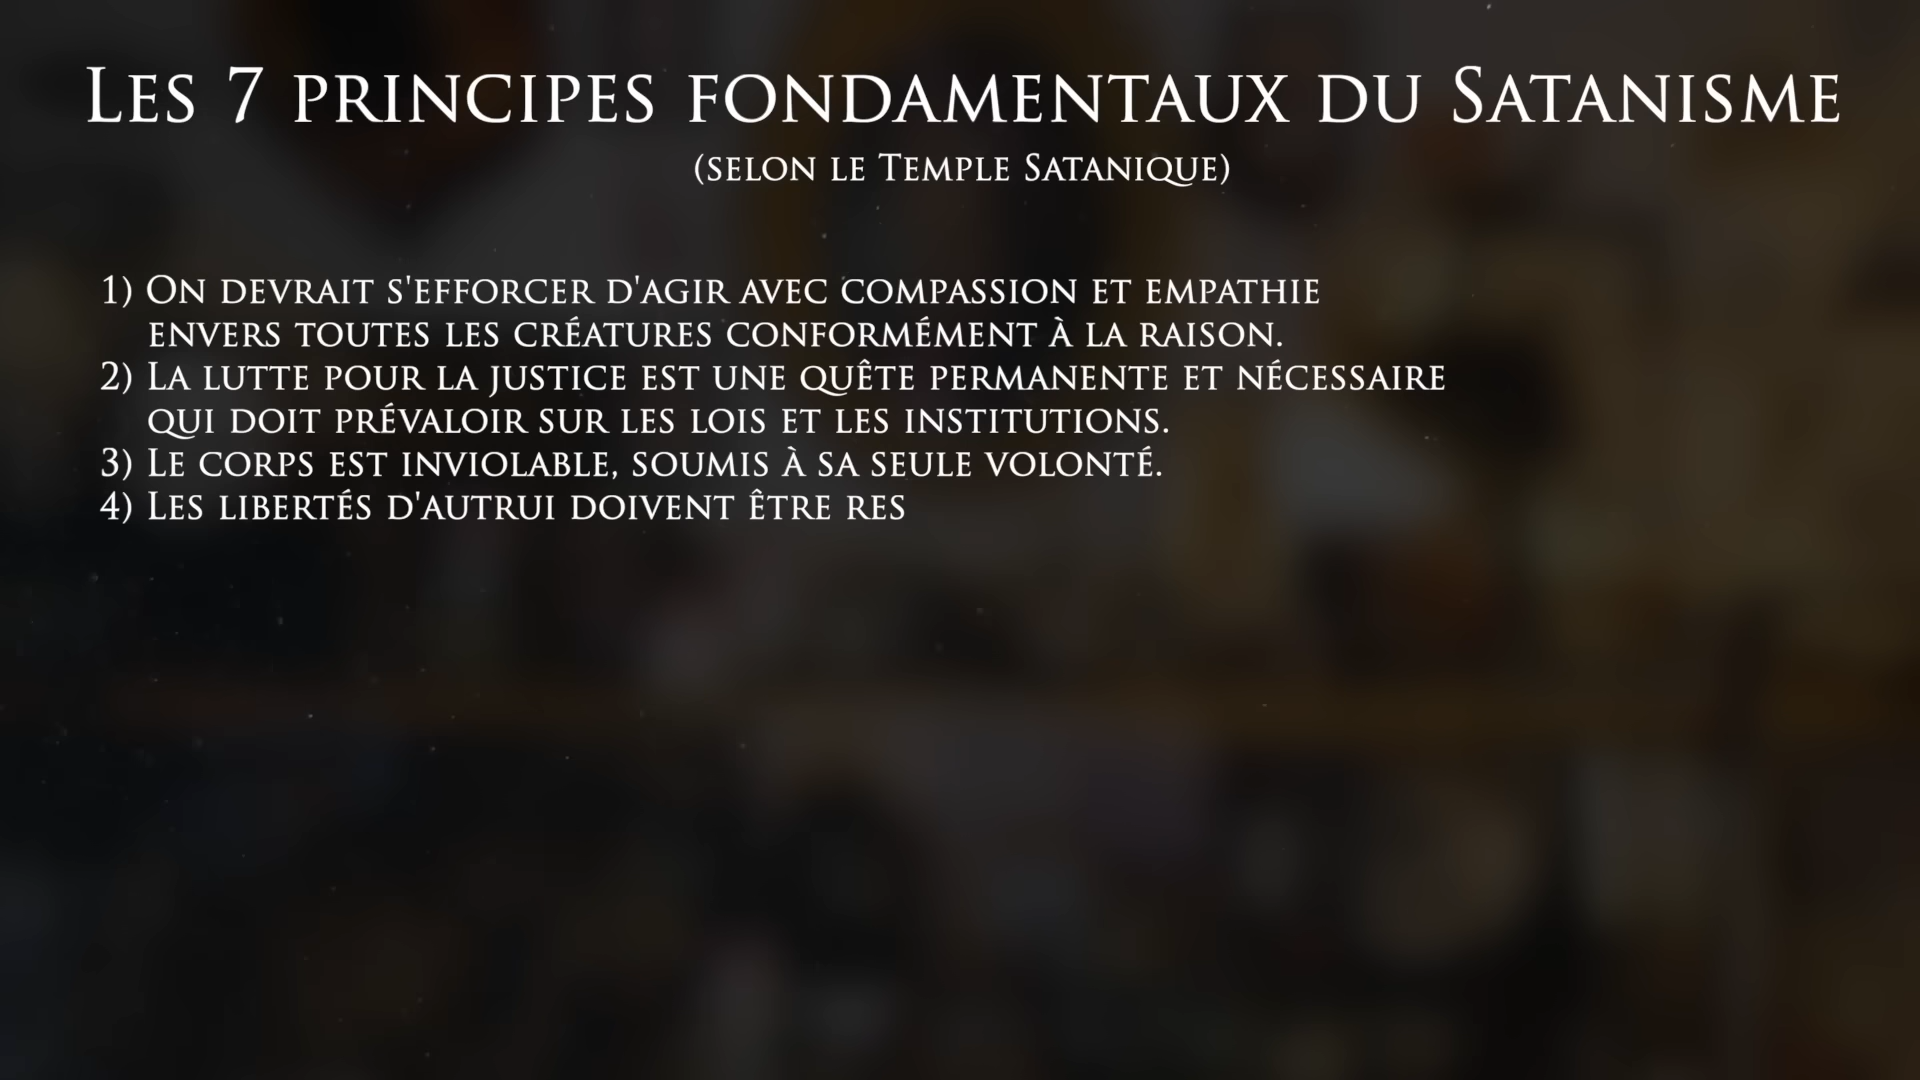 Les 7 principes fondamentaux du Satanisme
(selon le Temple Satanique)
1) On devrait s'efforcer d'agir avec compassion et empathie
envers toutes les créatures conformément à la raison.
2) La lutte pour la justice est une quête permanente et nécessaire
qui doit prévaloir sur les lois et les institutions.
3) Le corps est inviolable, soumis à sa seule volonté.
4) Les libertés d'autrui doivent être res